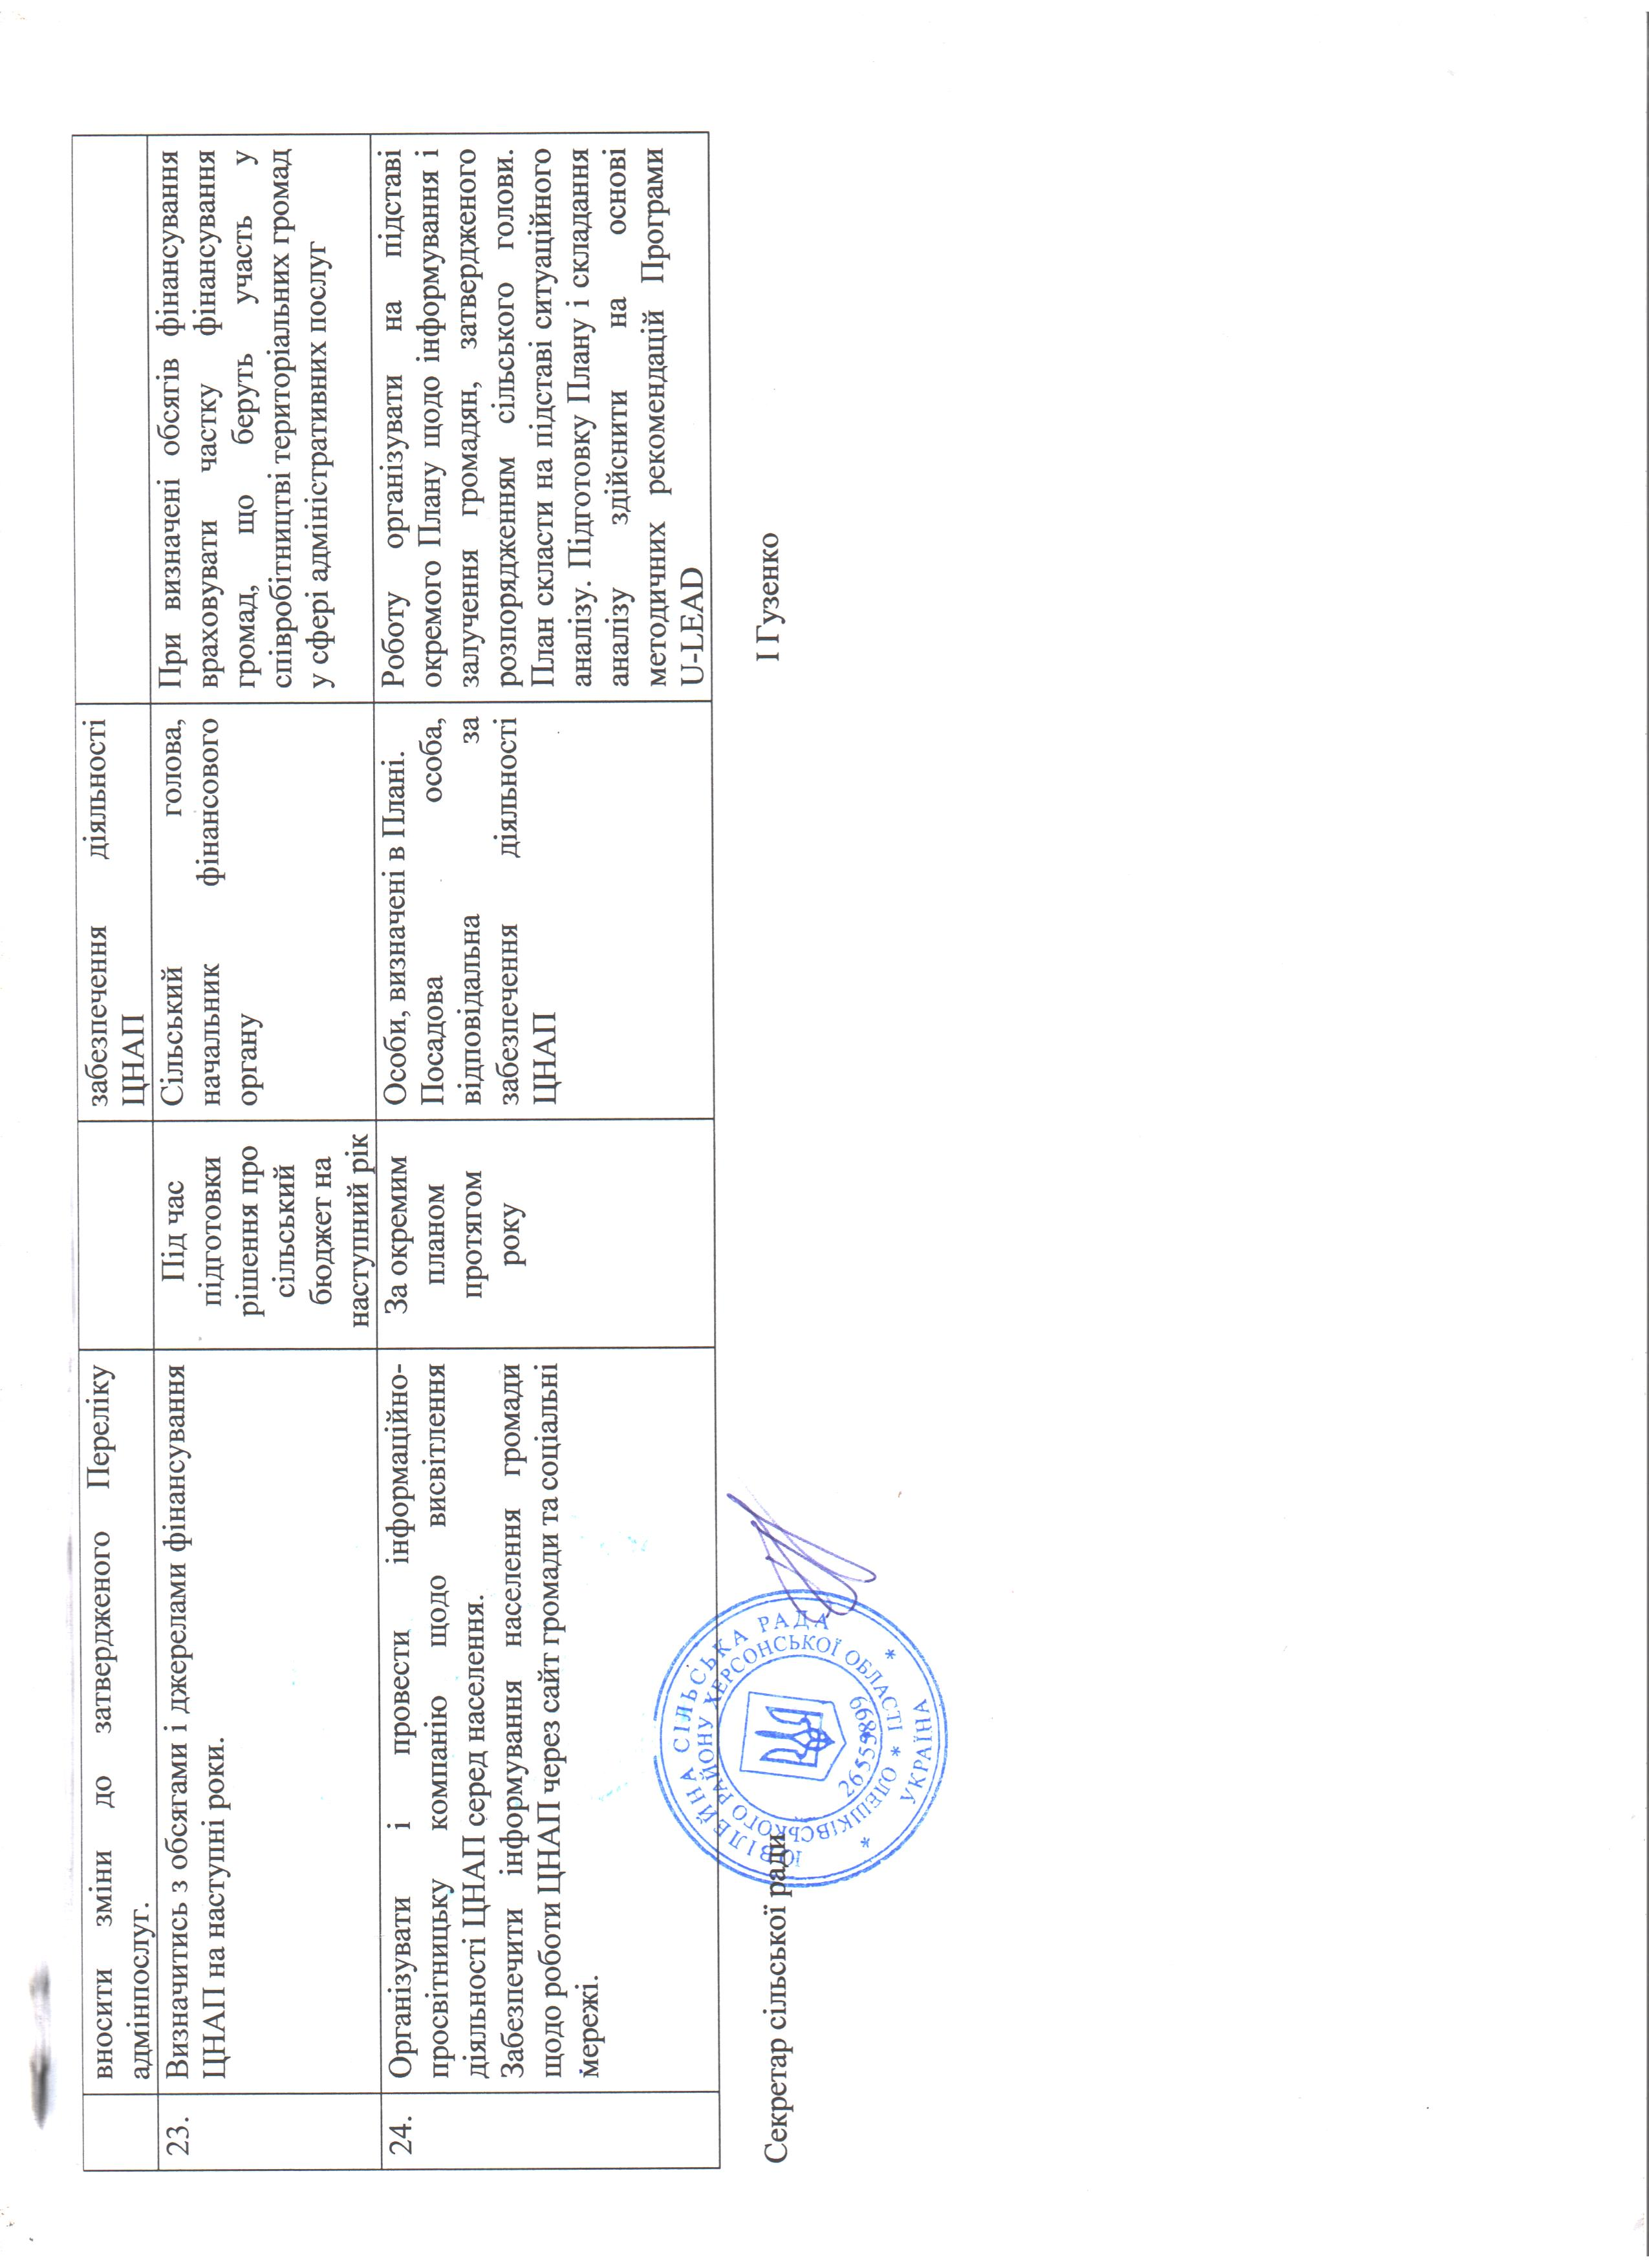 вносити зміни до затвердженого Переліку
адмінпослуг.
забезпечення діяльності
ЦНАП
23.
Визначитись з обсягами і джерелами фінансування
ЦНАП на наступні роки.
Під час
підготовки
рішення про
сільський
бюджет на
наступний рік
Сільський голова,
начальник фінансового
органу
При визначені обсягів фінансування
враховувати частку фінансування
громад, що беруть участь у
співробітництві територіальних громад
у сфері адміністративних послуг
24.
Організувати і провести інформаційно-
просвітницьку компанію щодо висвітлення
діяльності ЦНАП серед населення.
Забезпечити інформування населення громади
щодо роботи ЦНАП через сайт громади та соціальні
мережі.
За окремим
планом
протягом
року
Особи, визначені в Плані.
Посадова особа,
відповідальна за
забезпечення діяльності
ЦНАП
Роботу організувати на підставі
окремого Плану щодо інформування і
залучення громадян, затвердженого
розпорядженням сільського голови.
План скласти на підставі ситуаційного
аналізу. Підготовку Плану і складання
аналізу здійснити на основі
методичних рекомендацій Програми
U-LEAD
Секретар сільської ради І Гузенко
ЮВІЛЕЙНА СІЛЬСЬКА РАДА
ОЛЕШКІВСЬКОГО РАЙОНУ ХЕРСОНСЬКОЇ ОБЛАСТІ *
* УКРАЇНА *